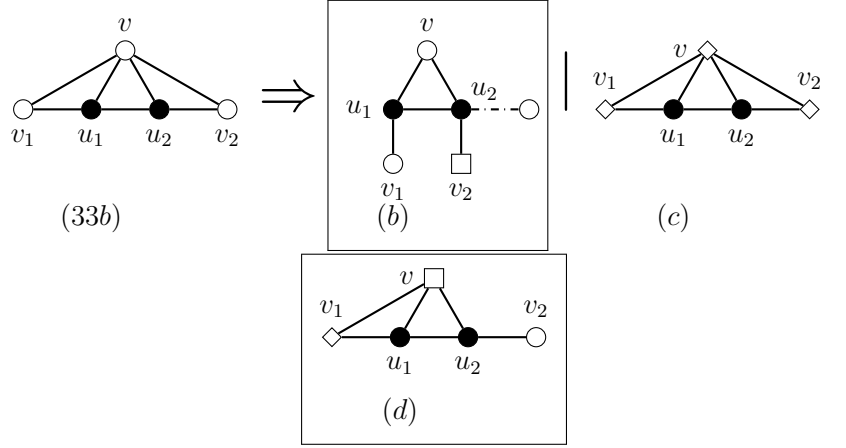 v
v₁ u₁ u₂ v₂
(33b)
⇒
v
u₁ u₂
v₁ v₂
(b)
|
v
v₁ v₂
u₁ u₂
(c)
v
v₁ v₂
u₁ u₂
(d)